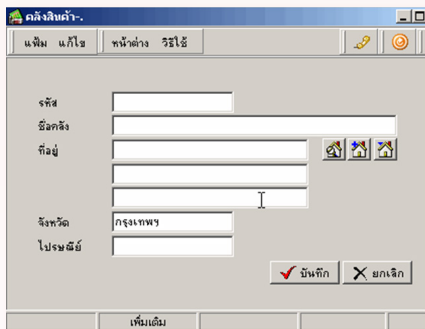 คลังสินค้า-.
แฟ้ม แก้ไข หน้าต่าง วิธีใช้
รหัส
ชื่อคลัง
ที่อยู่
จังหวัด กรุงเทพฯ
ไปรษณีย์
บันทึก ยกเลิก
เพิ่มเติม